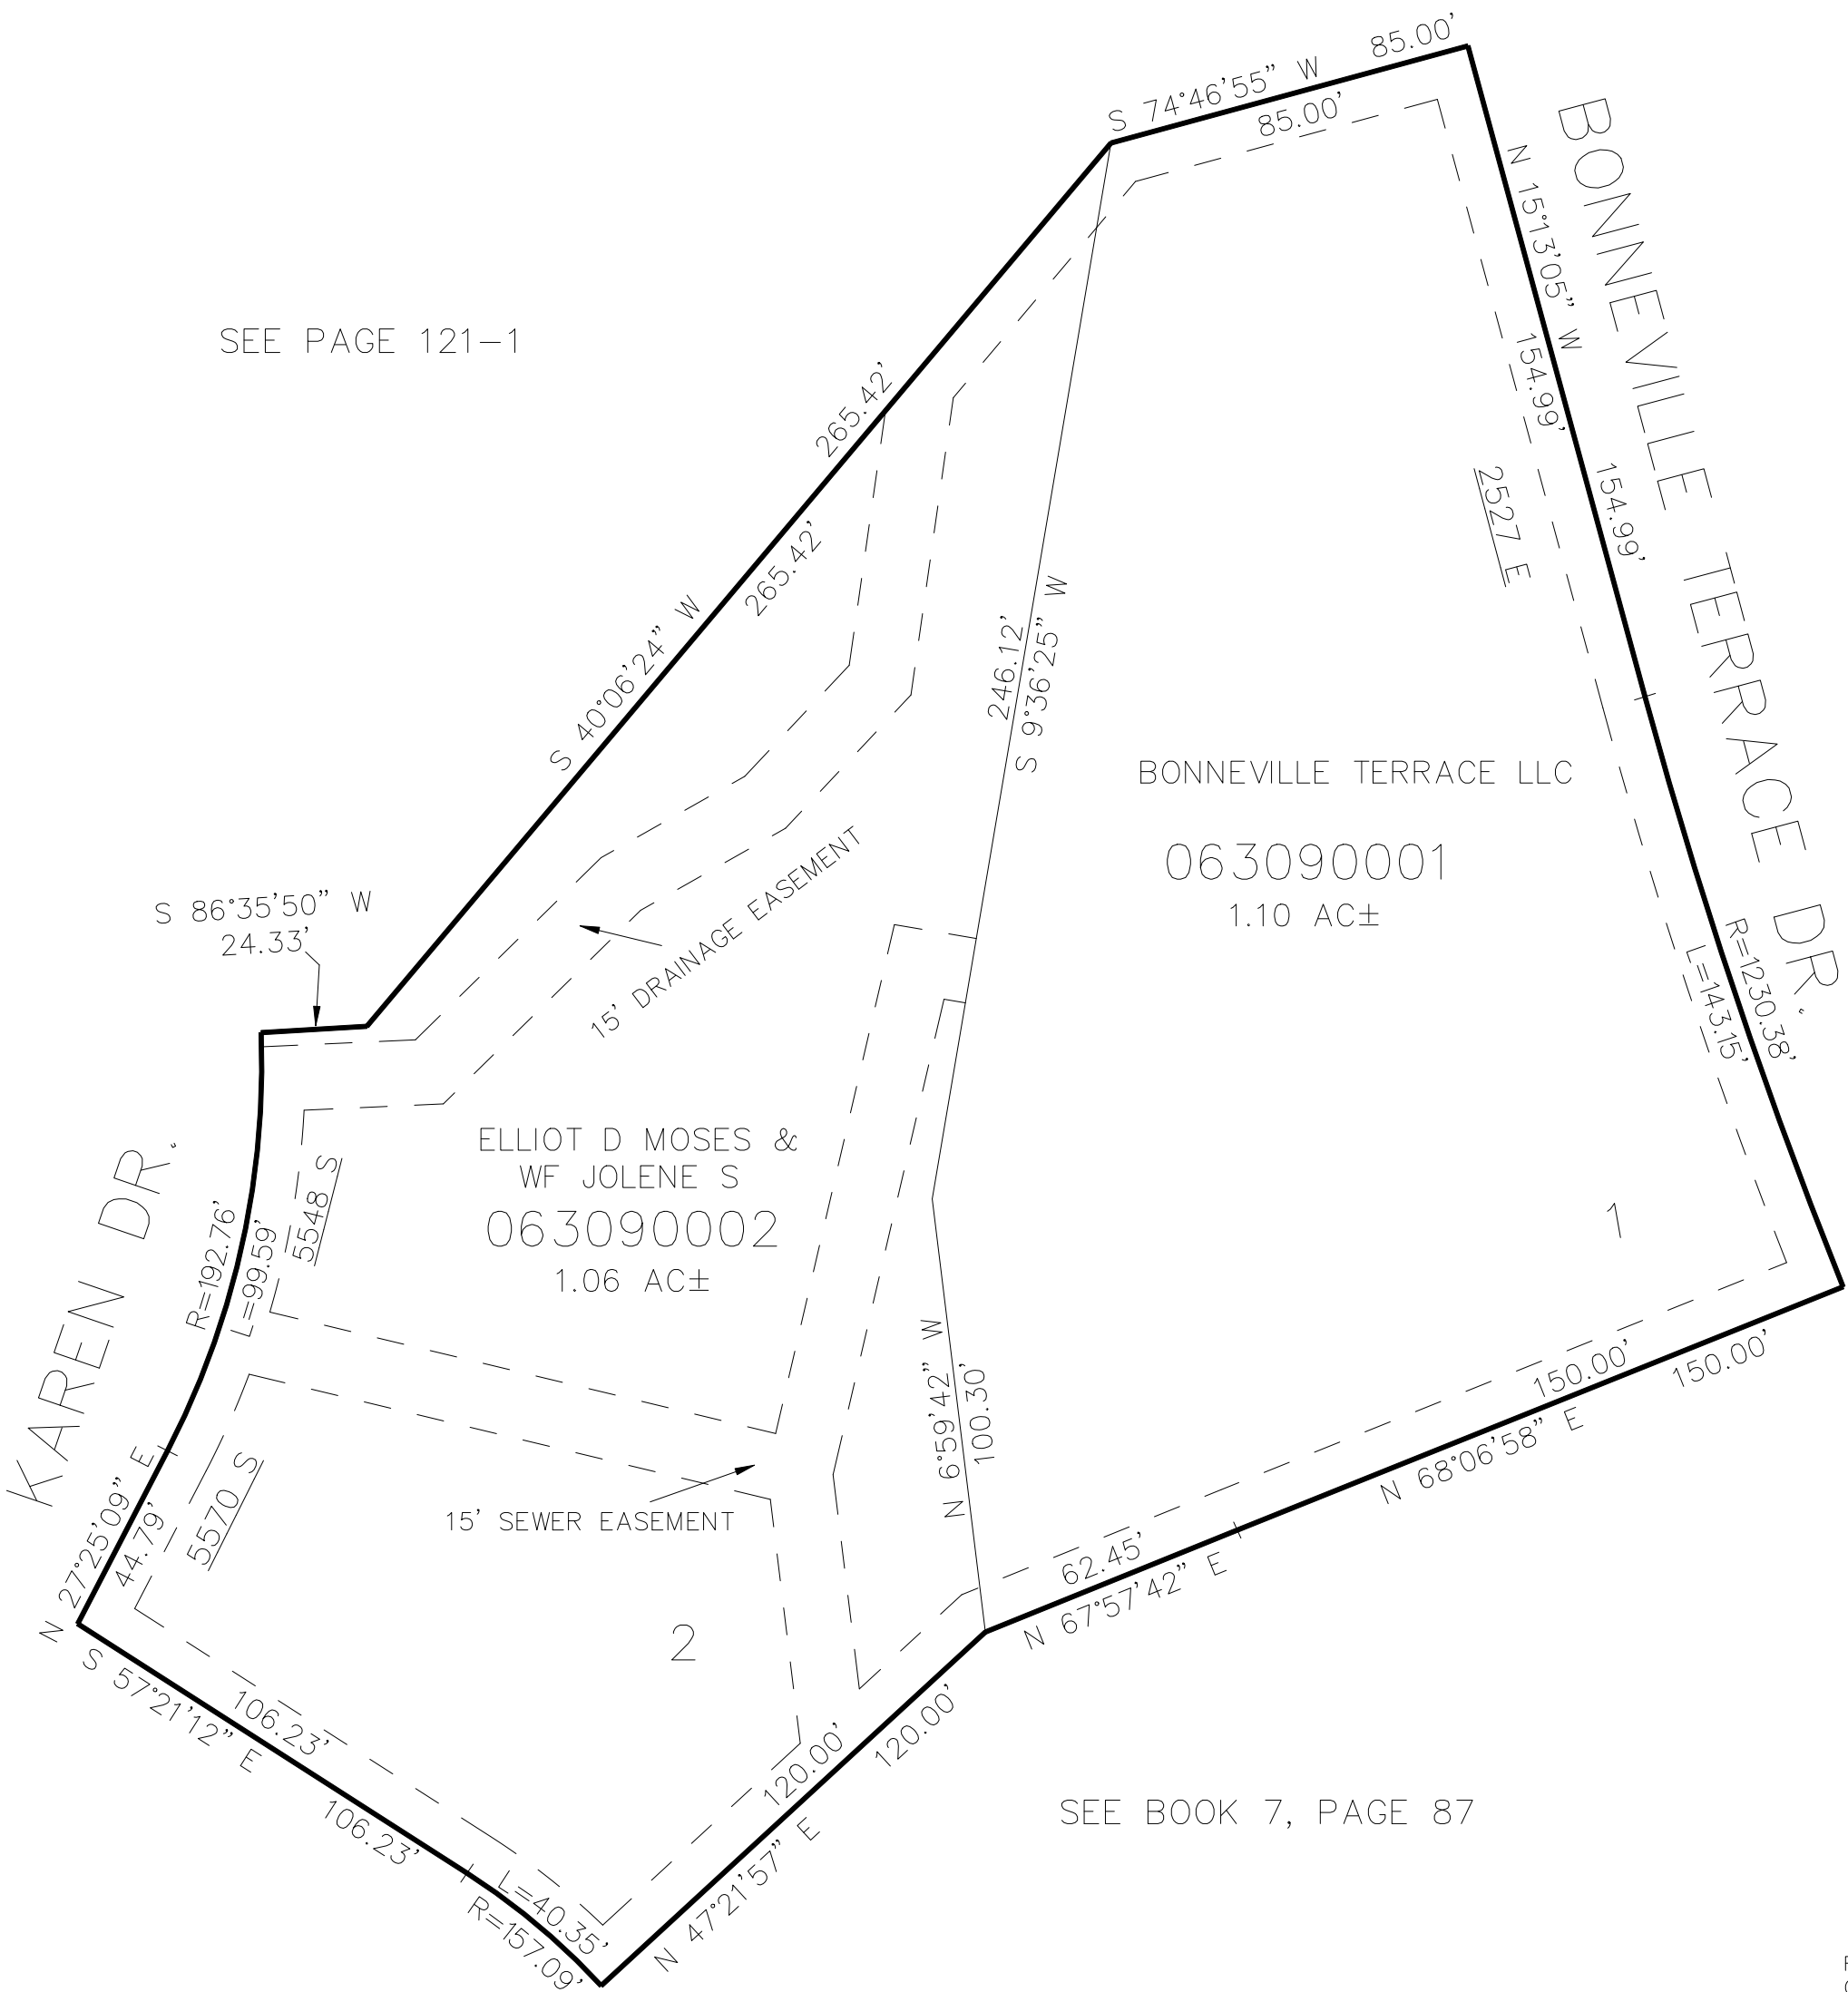 S 74°46'55" W
85.00'
85.00'
N 15°13'05" W
154.99'
154.99'
BONNEVILLE TERRACE DR.
SEE PAGE 121-1
265.42'
265.42'
S 40°06'24" W
2527 E
246.12'
S 9°36'25" W
BONNEVILLE TERRACE LLC
063090001
1.10 AC±
15' DRAINAGE EASEMENT
S 86°35'50" W
24.33'
R=1230.38'
L=143.15'
ELLIOT D MOSES &
WF JOLENE S
063090002
1.06 AC±
KAREN DR.
R=192.76'
L=99.59'
5548 S
1
N 6°59'42" W
100.30'
150.00'
150.00'
N 68°06'58" E
N 27°25'09" E
44.79'
5570 S
15' SEWER EASEMENT
62.45'
N 67°57'42" E
2
S 57°21'12" E
106.23'
106.23'
120.00'
120.00'
N 47°21'57" E
SEE BOOK 7, PAGE 87
L=40.35'
R=157.09'